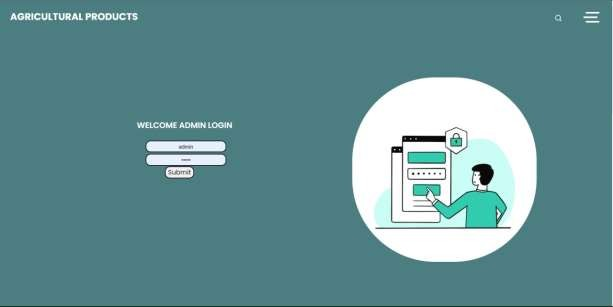 AGRICULTURAL PRODUCTS
WELCOME ADMIN LOGIN
admin
•••••
Submit